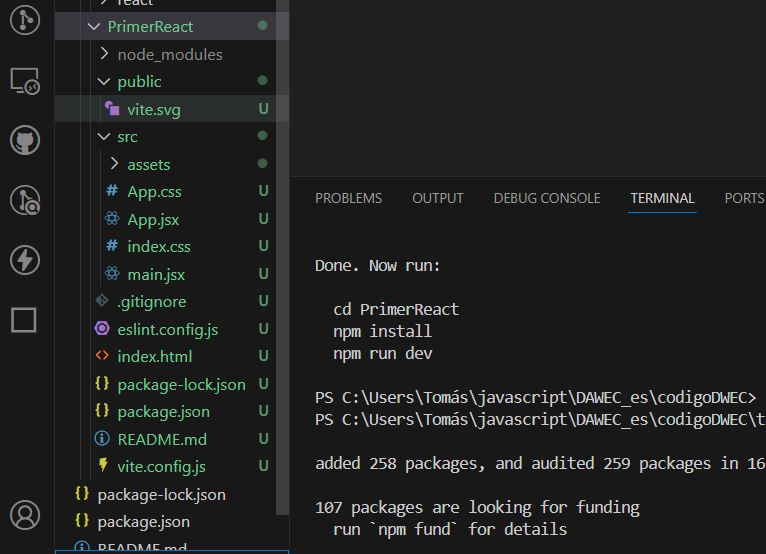 react
PrimerReact
node_modules
public
vite.svg U
src
assets
# App.css U
App.jsx U
# index.css U
main.jsx U
.gitignore U
eslint.config.js U
<> index.html U
{} package-lock.json U
{} package.json U
README.md U
vite.config.js U
{} package-lock.json
{} package.json
README.md
PROBLEMS OUTPUT DEBUG CONSOLE TERMINAL PORTS
Done. Now run:
cd PrimerReact
npm install
npm run dev
PS C:\Users\Tomás\javascript\DAWEC_es\codigoDWEC>
PS C:\Users\Tomás\javascript\DAWEC_es\codigoDWEC\t
added 258 packages, and audited 259 packages in 16
107 packages are looking for funding
run `npm fund` for details